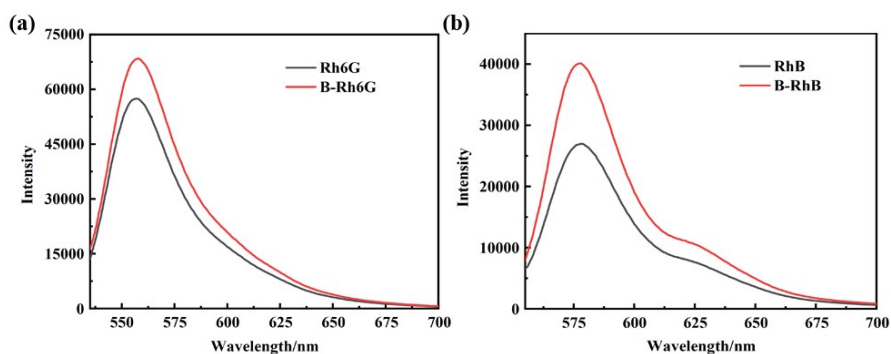 (a)
75000
60000
45000
30000
15000
0
Intensity
Rh6G
B-Rh6G
550 575 600 625 650 675 700
Wavelength/nm
(b)
40000
30000
20000
10000
0
Intensity
RhB
B-RhB
575 600 625 650 675 700
Wavelength/nm